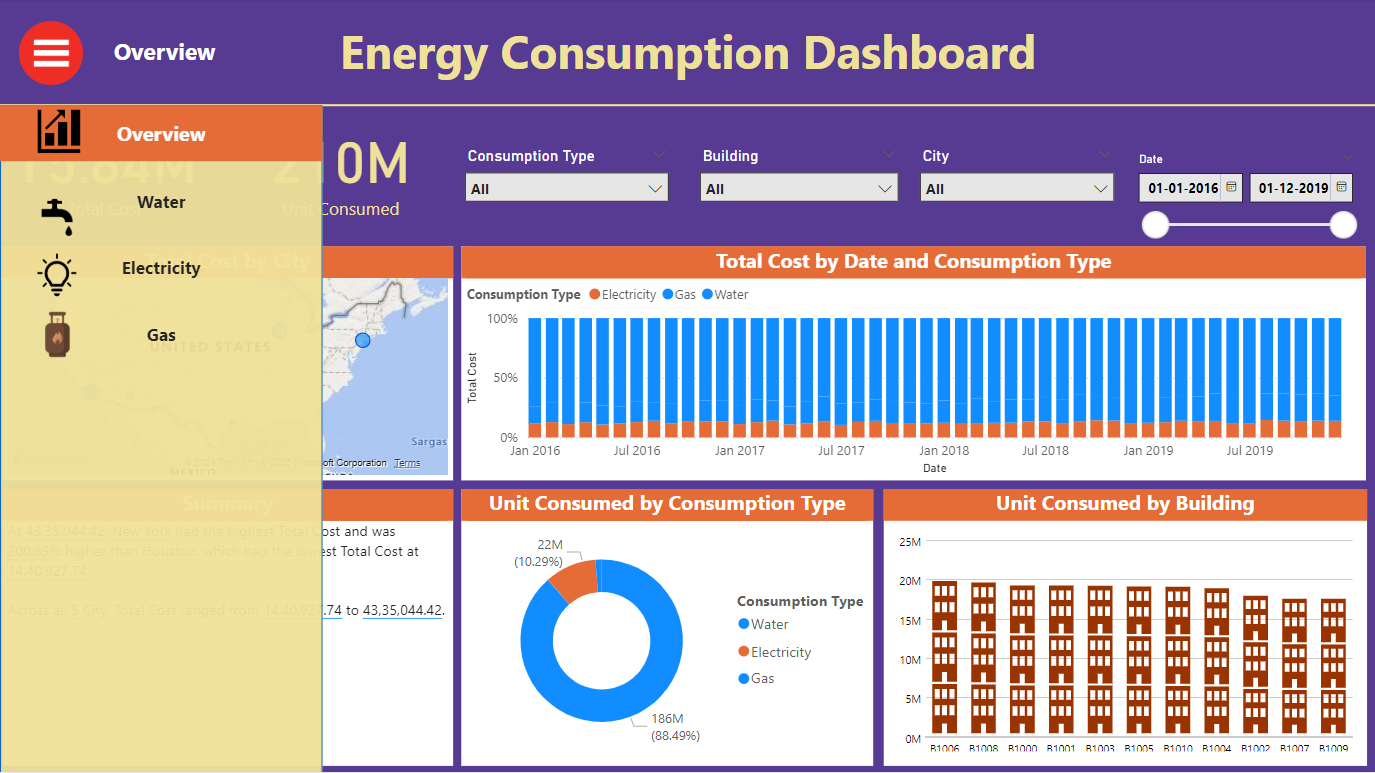 Overview
Energy Consumption Dashboard
Overview
Water
Electricity
Gas
15.84M
Total Cost
210M
Unit Consumed
Consumption Type
All
Building
All
City
All
Date
01-01-2016
01-12-2019
Total Cost by City
UNITED STATES
MEXICO
Sargas
Microsoft Corporation
Terms
Total Cost by Date and Consumption Type
Consumption Type Electricity Gas Water
Total Cost
100%
50%
0%
Jan 2016 Jul 2016 Jan 2017 Jul 2017 Jan 2018 Jul 2018 Jan 2019 Jul 2019
Date
Summary
At 43,35,044.42, New York had the highest Total Cost and was
200.85% higher than Houston, which had the lowest Total Cost at
14,40,927.74.
Across all 5 City, Total Cost ranged from 14,40,927.74 to 43,35,044.42.
Unit Consumed by Consumption Type
22M
(10.29%)
186M
(88.49%)
Consumption Type
Water
Electricity
Gas
Unit Consumed by Building
25M
20M
15M
10M
5M
0M
B1006 B1008 B1000 B1001 B1003 B1005 B1010 B1004 B1002 B1007 B1009